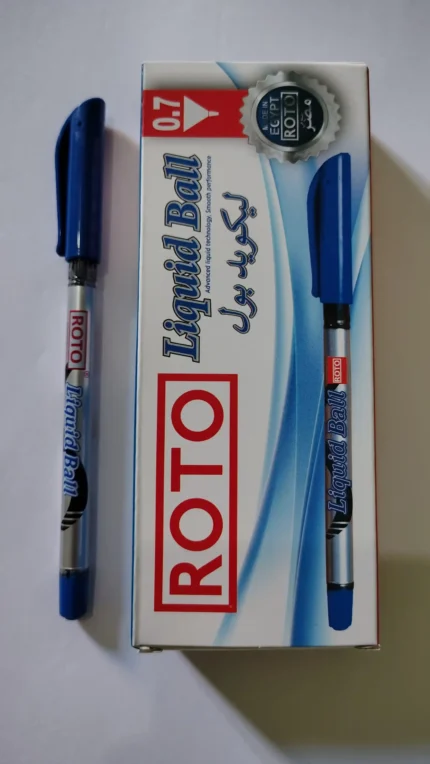 ROTO
Liquid Ball
0.7
MADE IN
EGYPT
ROTO
مصر
Liquid Ball
Advanced liquid technology. Smooth performance
ليكويد بول
ROTO
ROTO
Liquid Ball